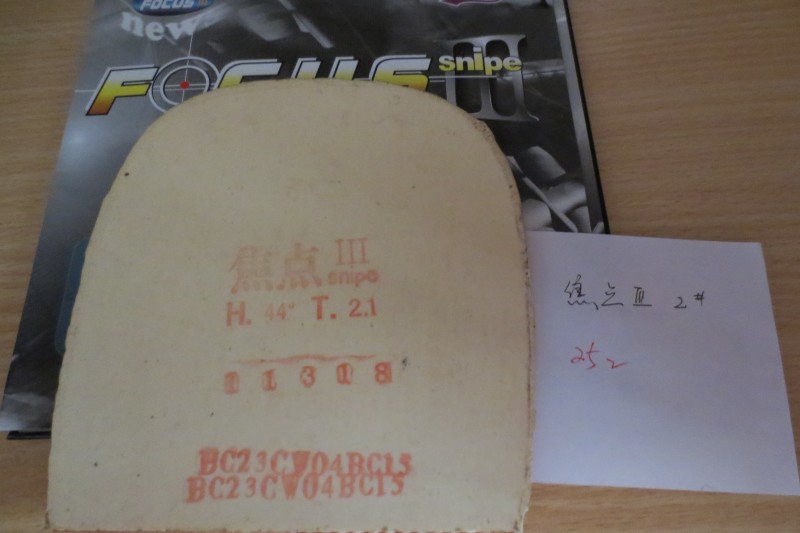 FOCUS
new
FOCUS III
snipe
焦点 III
snipe
H. 44° T. 2.1
11318
BC23CW04BC15
BC23CW04BC15
焦点 III 2#
252